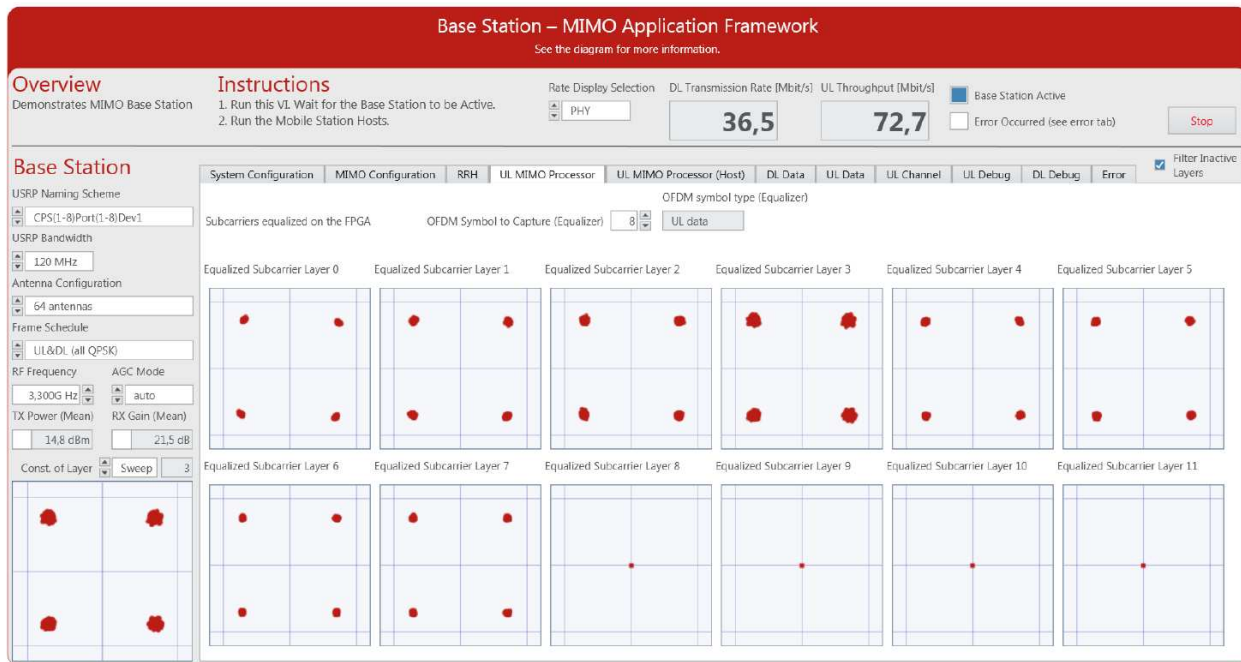 Base Station – MIMO Application Framework
See the diagram for more information.
Overview
Demonstrates MIMO Base Station
Instructions
1. Run this VI. Wait for the Base Station to be Active.
2. Run the Mobile Station Hosts.
Rate Display Selection
PHY
DL Transmission Rate [Mbit/s]
36,5
UL Throughput [Mbit/s]
72,7
Base Station Active
Error Occurred (see error tab)
Stop
Base Station
USRP Naming Scheme
CPS(1-8)Port(1-8)Dev1
USRP Bandwidth
120 MHz
Antenna Configuration
64 antennas
Frame Schedule
UL&DL (all QPSK)
RF Frequency
AGC Mode
3,300G Hz
auto
TX Power (Mean)
RX Gain (Mean)
14,8 dBm
21,5 dB
Const. of Layer
Sweep
3
System Configuration
MIMO Configuration
RRH
UL MIMO Processor
UL MIMO Processor (Host)
DL Data
UL Data
UL Channel
UL Debug
DL Debug
Error
Filter Inactive
Layers
Subcarriers equalized on the FPGA
OFDM Symbol to Capture (Equalizer)
8
OFDM symbol type (Equalizer)
UL data
Equalized Subcarrier Layer 0
Equalized Subcarrier Layer 1
Equalized Subcarrier Layer 2
Equalized Subcarrier Layer 3
Equalized Subcarrier Layer 4
Equalized Subcarrier Layer 5
Equalized Subcarrier Layer 6
Equalized Subcarrier Layer 7
Equalized Subcarrier Layer 8
Equalized Subcarrier Layer 9
Equalized Subcarrier Layer 10
Equalized Subcarrier Layer 11